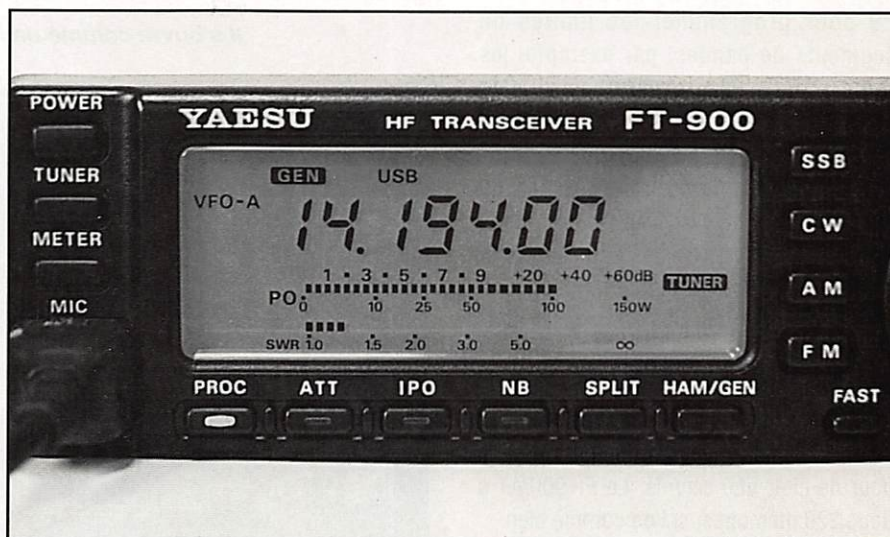 POWER
TUNER
METER
MIC
YAESU HF TRANSCEIVER FT-900
GEN USB
VFO-A 14.194.00
1 · 3 · 5 · 7 · 9 +20 +40 +60dB
TUNER
PO 0 10 25 50 100 150W
SWR 1.0 1.5 2.0 3.0 5.0 ∞
SSB
CW
AM
FM
PROC ATT IPO NB SPLIT HAM/GEN
FAST